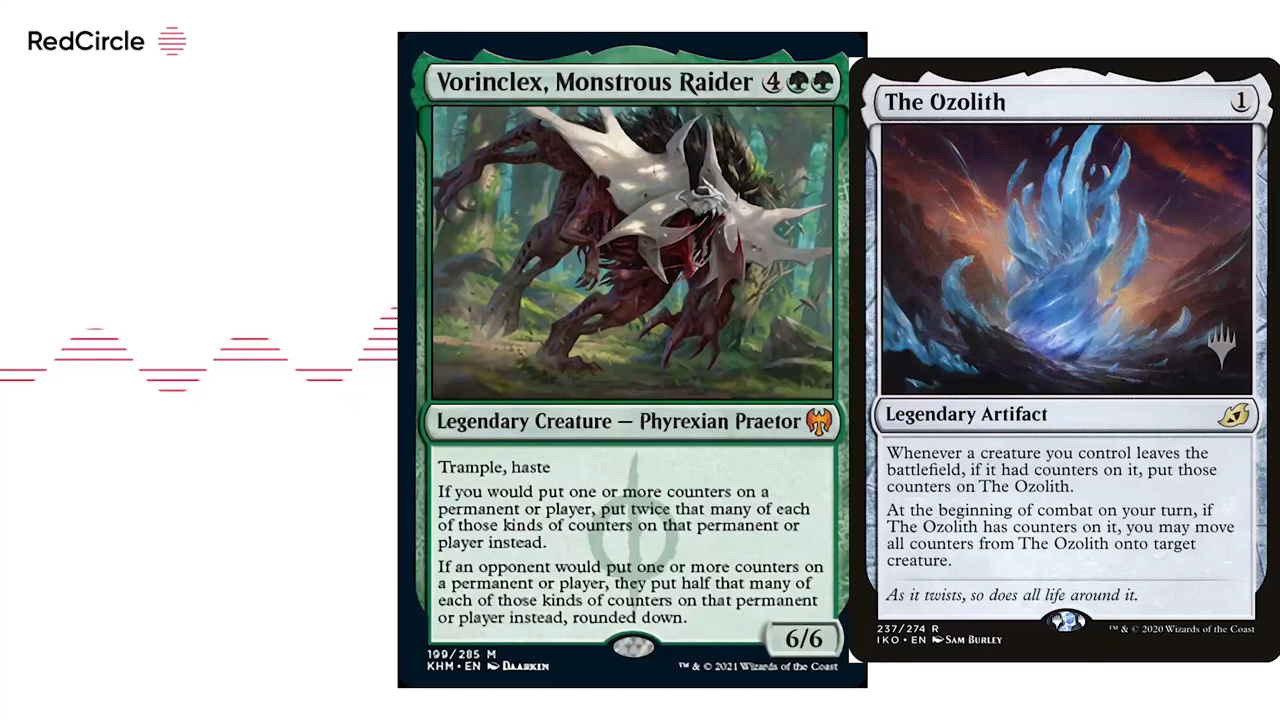 RedCircle
Vorinclex, Monstrous Raider 4
Legendary Creature — Phyrexian Praetor
Trample, haste
If you would put one or more counters on a
permanent or player, put twice that many of each
of those kinds of counters on that permanent or
player instead.
If an opponent would put one or more counters on
a permanent or player, they put half that many of
each of those kinds of counters on that permanent
or player instead, rounded down.
6/6
199/285 M
KHM • EN DAARKEN
™ & © 2021 Wizards of the Coast
The Ozolith 1
Legendary Artifact
Whenever a creature you control leaves the
battlefield, if it had counters on it, put those
counters on The Ozolith.
At the beginning of combat on your turn, if
The Ozolith has counters on it, you may move
all counters from The Ozolith onto target
creature.
As it twists, so does all life around it.
237/274 R
IKO • EN SAM BURLEY
™ & © 2020 Wizards of the Coast